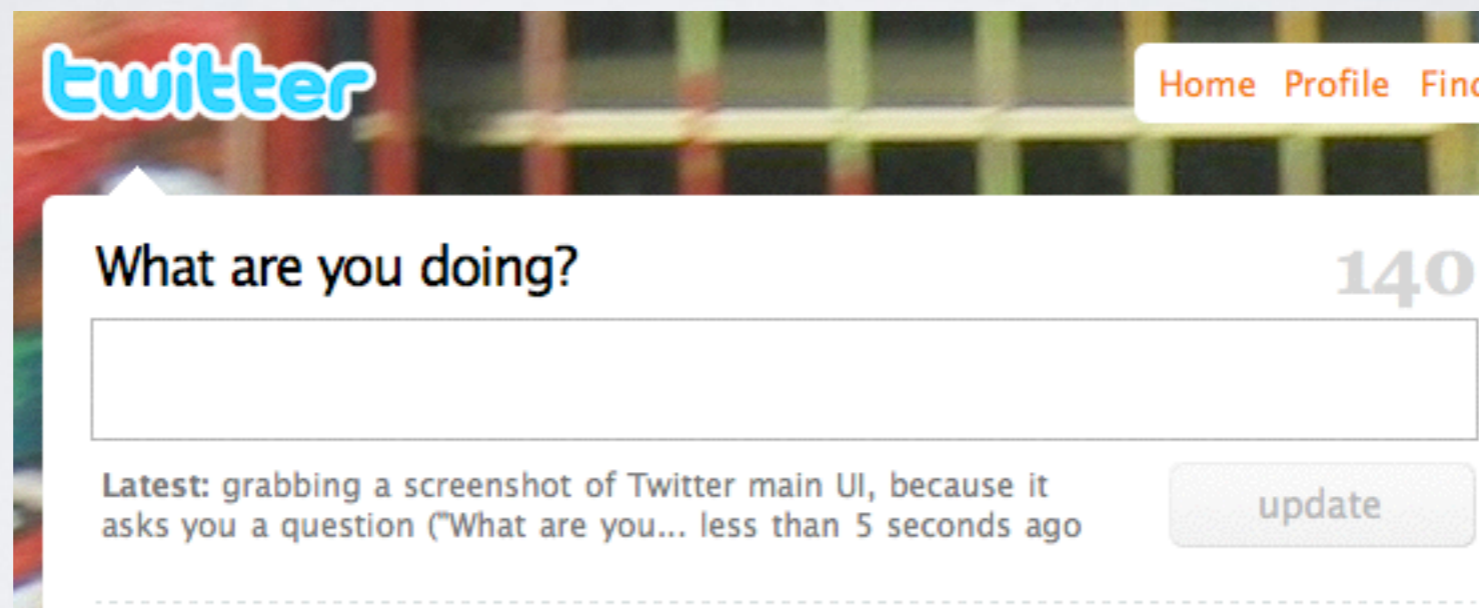 twitter
Home Profile
What are you doing?
140
Latest: grabbing a screenshot of Twitter main UI, because it
asks you a question ("What are you... less than 5 seconds ago
update